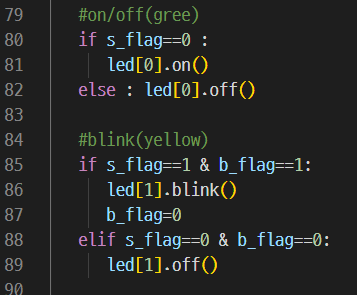 79 #on/off(gree)
80 if s_flag==0 :
81 led[0].on()
82 else : led[0].off()
83
84 #blink(yellow)
85 if s_flag==1 & b_flag==1:
86 led[1].blink()
87 b_flag=0
88 elif s_flag==0 & b_flag==0:
89 led[1].off()
90